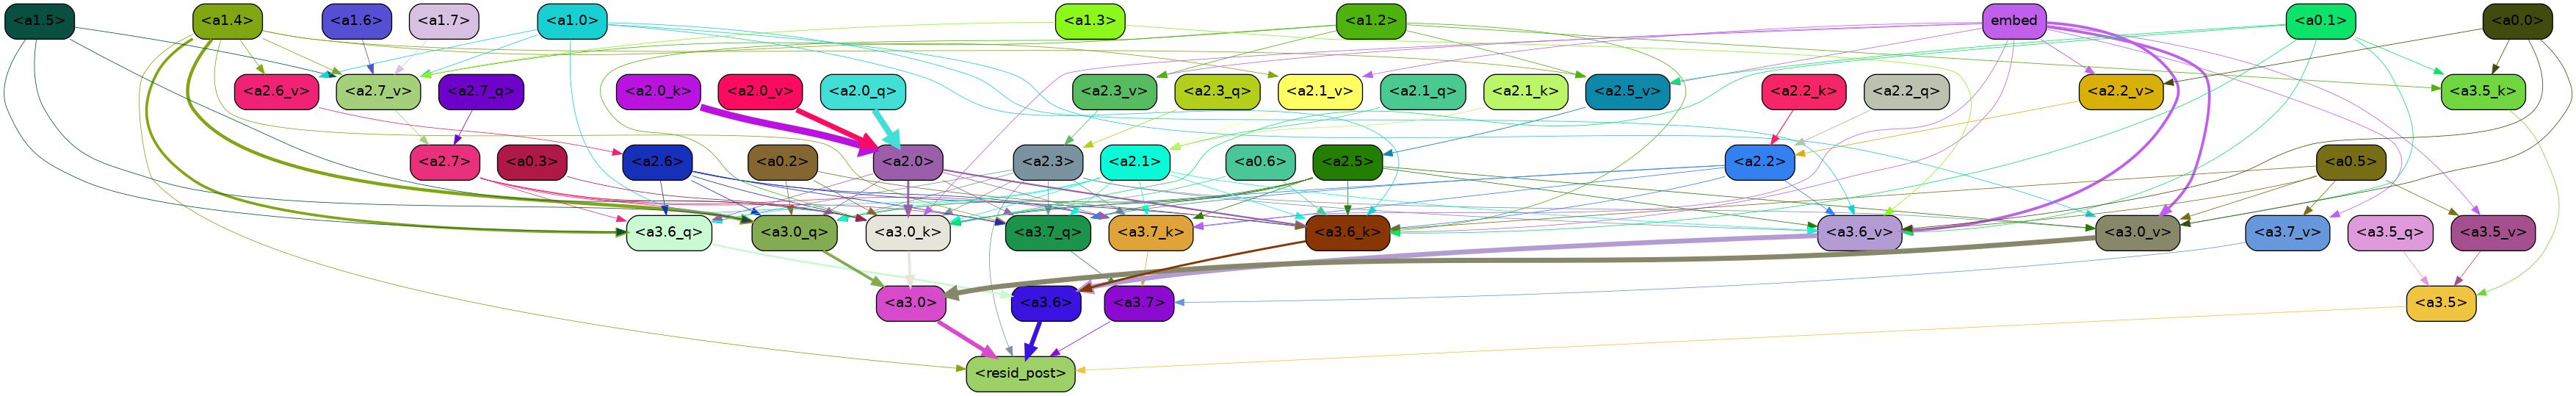 <a1.5> <a1.4> <a1.6> <a1.7> <a1.0> <a1.3> <a1.2> embed <a0.1> <a0.0>
<a2.6_v> <a2.7_v> <a2.7_q> <a2.0_k> <a2.0_v> <a2.0_q> <a2.3_v> <a2.3_q> <a2.1_v> <a2.1_q> <a2.1_k> <a2.5_v> <a2.2_k> <a2.2_q> <a2.2_v> <a3.5_k>
<a2.7> <a0.3> <a2.6> <a0.2> <a2.0> <a2.3> <a2.1> <a0.6> <a2.5> <a2.2> <a0.5>
<a3.6_q> <a3.0_q> <a3.0_k> <a3.7_q> <a3.7_k> <a3.6_k> <a3.6_v> <a3.0_v> <a3.7_v> <a3.5_q> <a3.5_v>
<a3.0> <a3.6> <a3.7> <a3.5>
<resid_post>